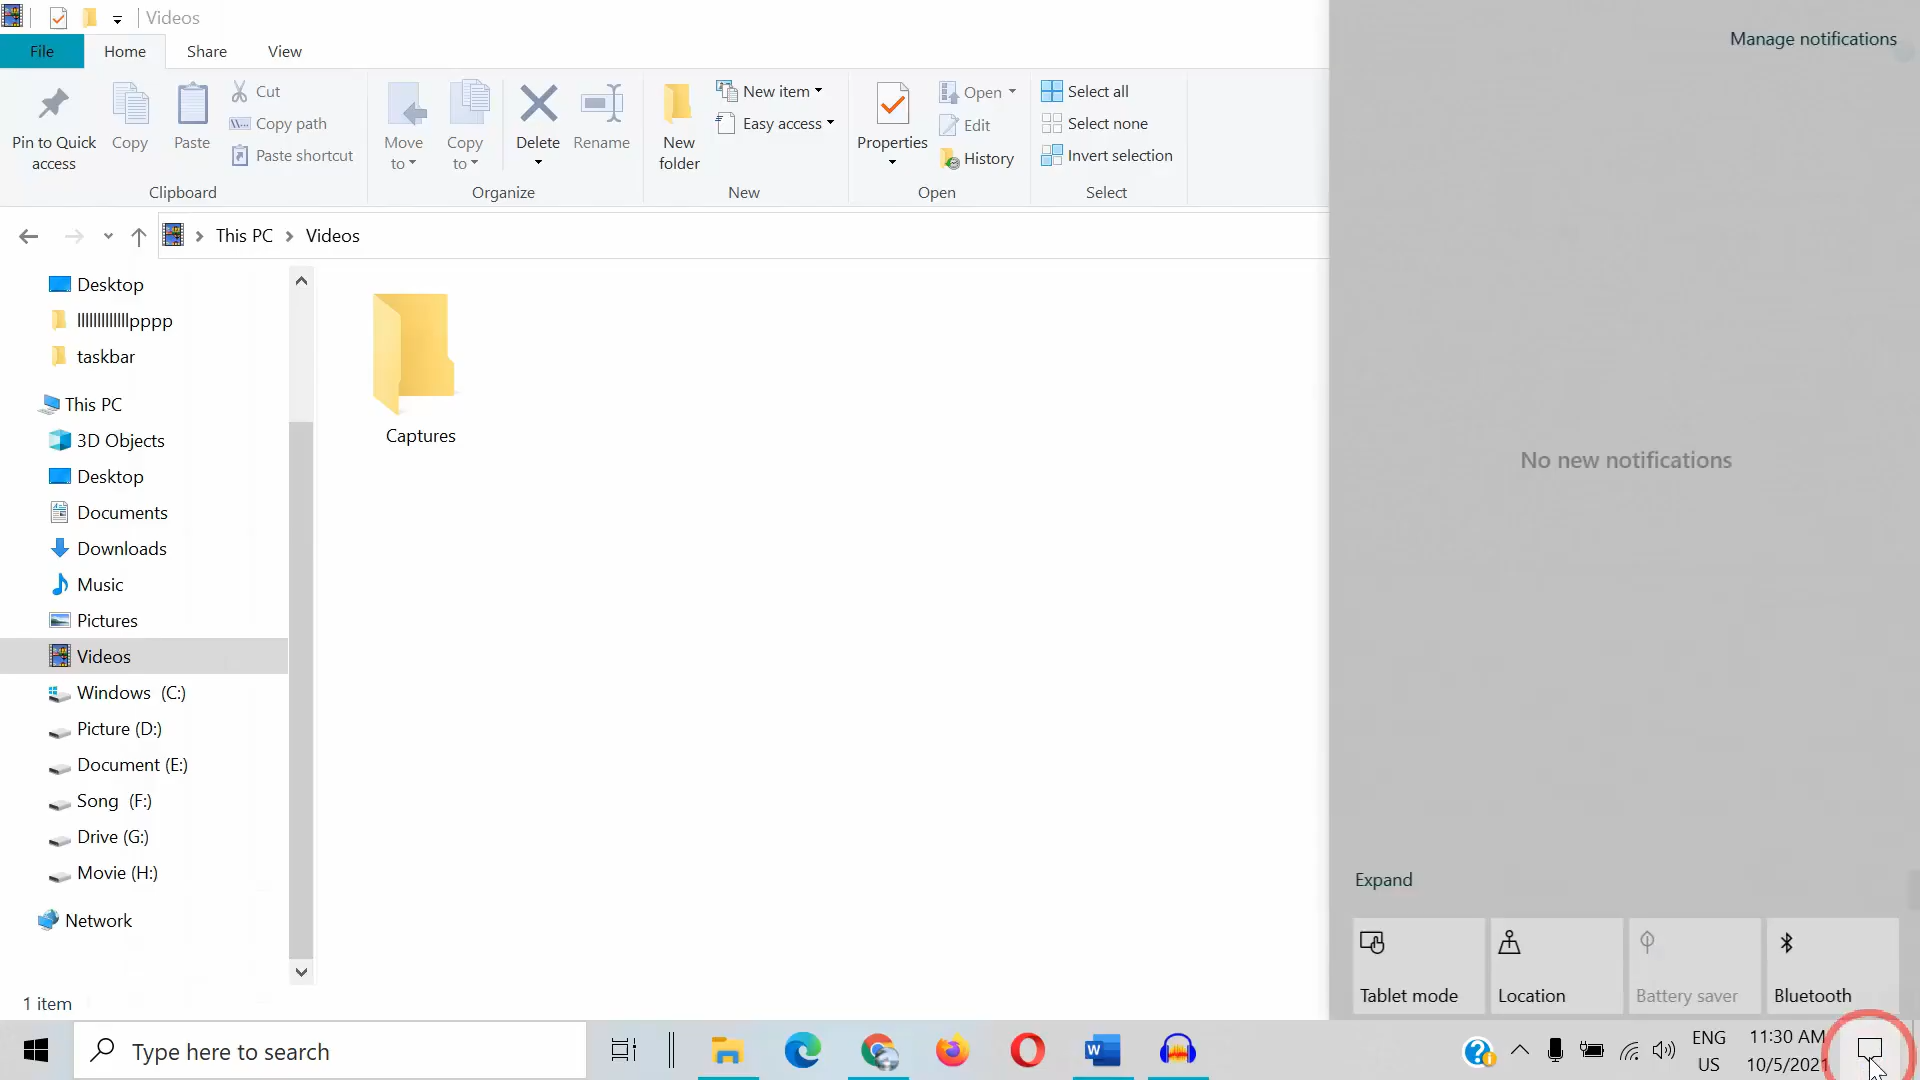 Videos
Manage notifications
File
Home
Share
View
Pin to Quick access
Copy
Paste
Cut
Copy path
Paste shortcut
Move to
Copy to
Delete
Rename
New folder
New item
Easy access
Properties
Open
Edit
History
Select all
Select none
Invert selection
Clipboard
Organize
New
Open
Select
This PC
Videos
Desktop
llllllllllllpppp
taskbar
This PC
3D Objects
Desktop
Documents
Downloads
Music
Pictures
Videos
Windows (C:)
Picture (D:)
Document (E:)
Song (F:)
Drive (G:)
Movie (H:)
Network
Captures
No new notifications
Expand
Tablet mode
Location
Battery saver
Bluetooth
1 item
Type here to search
W
ENG
US
11:30 AM
10/5/2021